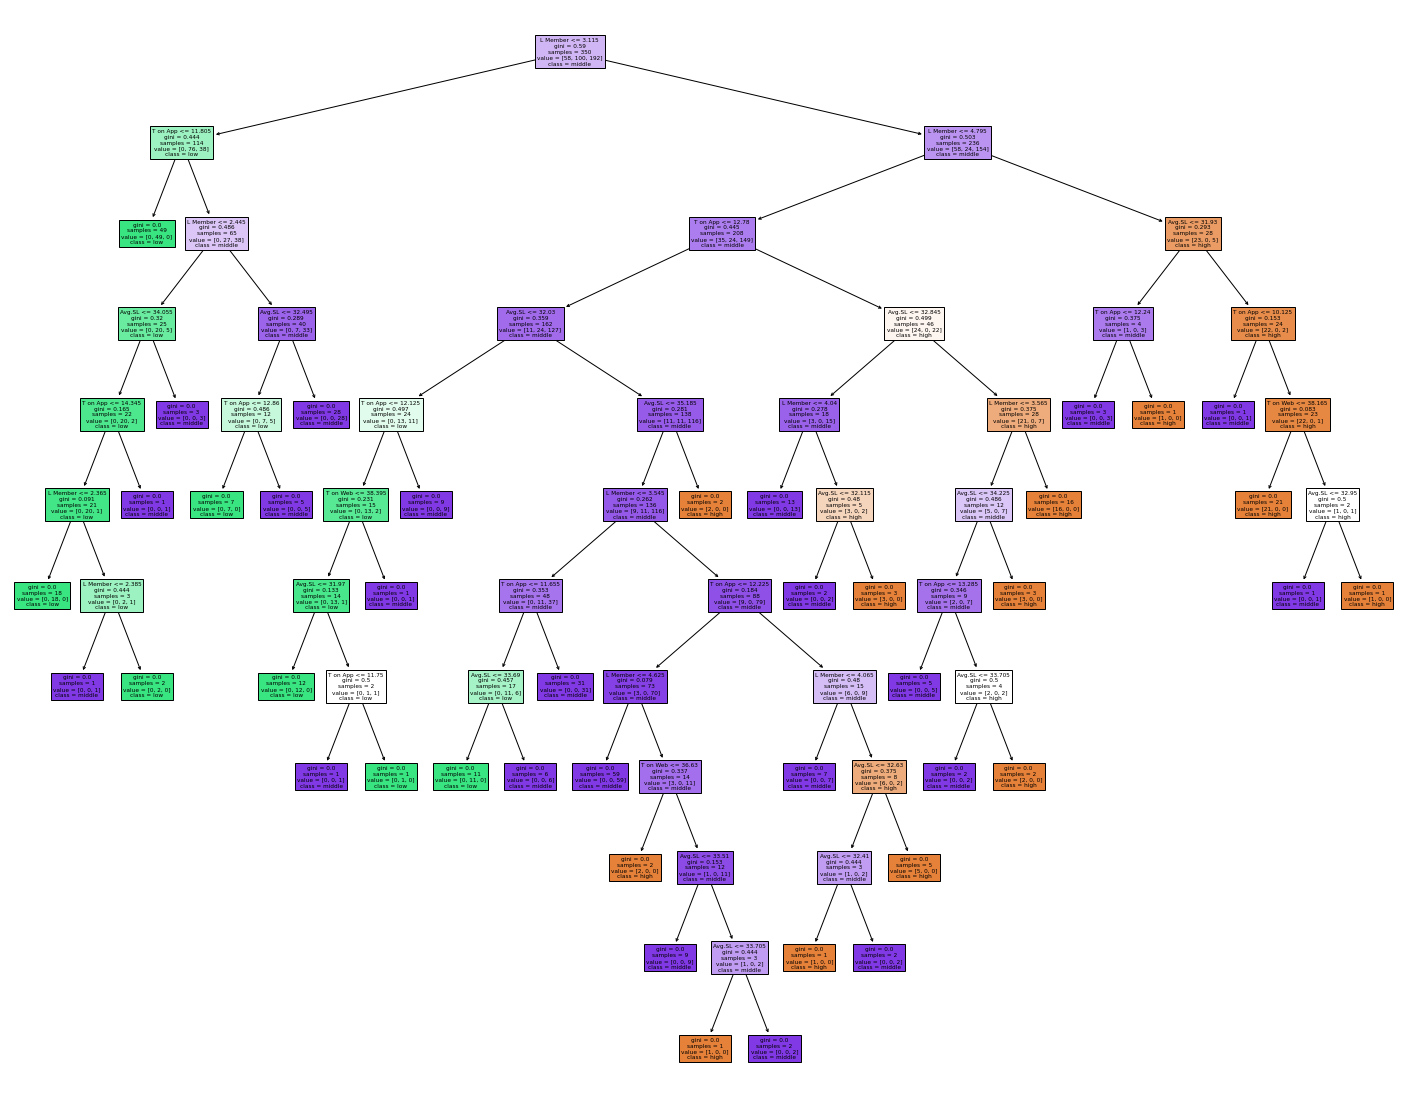 L Member <= 3.115
gini = 0.59
samples = 350
value = [58, 100, 192]
class = middle
T on App <= 11.805
gini = 0.444
samples = 114
value = [0, 76, 38]
class = low
L Member <= 4.795
gini = 0.503
samples = 236
value = [58, 24, 154]
class = middle
gini = 0.0
samples = 49
value = [0, 49, 0]
class = low
L Member <= 2.445
gini = 0.486
samples = 65
value = [0, 27, 38]
class = middle
T on App <= 12.78
gini = 0.445
samples = 208
value = [35, 24, 149]
class = middle
Avg.SL <= 31.93
gini = 0.293
samples = 28
value = [23, 0, 5]
class = high
Avg.SL <= 34.055
gini = 0.32
samples = 25
value = [0, 20, 5]
class = low
Avg.SL <= 32.495
gini = 0.289
samples = 40
value = [0, 7, 33]
class = middle
Avg.SL <= 32.03
gini = 0.359
samples = 162
value = [11, 24, 127]
class = middle
Avg.SL <= 32.845
gini = 0.499
samples = 46
value = [24, 0, 22]
class = high
T on App <= 12.24
gini = 0.375
samples = 4
value = [1, 0, 3]
class = middle
T on App <= 10.125
gini = 0.153
samples = 24
value = [22, 0, 2]
class = high
T on App <= 14.345
gini = 0.165
samples = 22
value = [0, 20, 2]
class = low
gini = 0.0
samples = 3
value = [0, 0, 3]
class = middle
T on App <= 12.86
gini = 0.486
samples = 12
value = [0, 7, 5]
class = low
gini = 0.0
samples = 28
value = [0, 0, 28]
class = middle
T on App <= 12.125
gini = 0.497
samples = 24
value = [0, 13, 11]
class = low
Avg.SL <= 35.185
gini = 0.281
samples = 138
value = [11, 11, 116]
class = middle
L Member <= 4.04
gini = 0.278
samples = 18
value = [3, 0, 15]
class = middle
L Member <= 3.565
gini = 0.375
samples = 28
value = [21, 0, 7]
class = high
gini = 0.0
samples = 3
value = [0, 0, 3]
class = middle
gini = 0.0
samples = 1
value = [1, 0, 0]
class = high
gini = 0.0
samples = 1
value = [0, 0, 1]
class = middle
T on Web <= 38.165
gini = 0.083
samples = 23
value = [22, 0, 1]
class = high
L Member <= 2.365
gini = 0.091
samples = 21
value = [0, 20, 1]
class = low
gini = 0.0
samples = 1
value = [0, 0, 1]
class = middle
gini = 0.0
samples = 7
value = [0, 7, 0]
class = low
gini = 0.0
samples = 5
value = [0, 0, 5]
class = middle
T on Web <= 38.395
gini = 0.231
samples = 15
value = [0, 13, 2]
class = low
gini = 0.0
samples = 9
value = [0, 0, 9]
class = middle
L Member <= 3.545
gini = 0.262
samples = 136
value = [9, 11, 116]
class = middle
gini = 0.0
samples = 2
value = [2, 0, 0]
class = high
gini = 0.0
samples = 13
value = [0, 0, 13]
class = middle
Avg.SL <= 32.115
gini = 0.48
samples = 5
value = [3, 0, 2]
class = high
Avg.SL <= 34.225
gini = 0.486
samples = 12
value = [5, 0, 7]
class = middle
gini = 0.0
samples = 16
value = [16, 0, 0]
class = high
gini = 0.0
samples = 21
value = [21, 0, 0]
class = high
Avg.SL <= 32.95
gini = 0.5
samples = 2
value = [1, 0, 1]
class = high
gini = 0.0
samples = 18
value = [0, 18, 0]
class = low
L Member <= 2.385
gini = 0.444
samples = 3
value = [0, 2, 1]
class = low
Avg.SL <= 31.97
gini = 0.133
samples = 14
value = [0, 13, 1]
class = low
gini = 0.0
samples = 1
value = [0, 0, 1]
class = middle
T on App <= 11.655
gini = 0.353
samples = 48
value = [0, 11, 37]
class = middle
T on App <= 12.225
gini = 0.184
samples = 88
value = [9, 0, 79]
class = middle
gini = 0.0
samples = 2
value = [0, 0, 2]
class = middle
gini = 0.0
samples = 3
value = [3, 0, 0]
class = high
T on App <= 13.285
gini = 0.346
samples = 9
value = [2, 0, 7]
class = middle
gini = 0.0
samples = 3
value = [3, 0, 0]
class = high
gini = 0.0
samples = 1
value = [0, 0, 1]
class = middle
gini = 0.0
samples = 1
value = [1, 0, 0]
class = high
gini = 0.0
samples = 1
value = [0, 0, 1]
class = middle
gini = 0.0
samples = 2
value = [0, 2, 0]
class = low
gini = 0.0
samples = 12
value = [0, 12, 0]
class = low
T on App <= 11.75
gini = 0.5
samples = 2
value = [0, 1, 1]
class = low
Avg.SL <= 33.69
gini = 0.457
samples = 17
value = [0, 11, 6]
class = low
gini = 0.0
samples = 31
value = [0, 0, 31]
class = middle
L Member <= 4.625
gini = 0.079
samples = 73
value = [3, 0, 70]
class = middle
L Member <= 4.065
gini = 0.48
samples = 15
value = [6, 0, 9]
class = middle
gini = 0.0
samples = 5
value = [0, 0, 5]
class = middle
Avg.SL <= 33.705
gini = 0.5
samples = 4
value = [2, 0, 2]
class = high
gini = 0.0
samples = 1
value = [0, 0, 1]
class = middle
gini = 0.0
samples = 1
value = [0, 1, 0]
class = low
gini = 0.0
samples = 11
value = [0, 11, 0]
class = low
gini = 0.0
samples = 6
value = [0, 0, 6]
class = middle
gini = 0.0
samples = 59
value = [0, 0, 59]
class = middle
T on Web <= 36.63
gini = 0.337
samples = 14
value = [3, 0, 11]
class = middle
gini = 0.0
samples = 7
value = [0, 0, 7]
class = middle
Avg.SL <= 32.63
gini = 0.375
samples = 8
value = [6, 0, 2]
class = high
gini = 0.0
samples = 2
value = [0, 0, 2]
class = middle
gini = 0.0
samples = 2
value = [2, 0, 0]
class = high
gini = 0.0
samples = 2
value = [2, 0, 0]
class = high
Avg.SL <= 33.51
gini = 0.153
samples = 12
value = [1, 0, 11]
class = middle
Avg.SL <= 32.41
gini = 0.444
samples = 3
value = [1, 0, 2]
class = middle
gini = 0.0
samples = 5
value = [5, 0, 0]
class = high
gini = 0.0
samples = 9
value = [0, 0, 9]
class = middle
Avg.SL <= 33.705
gini = 0.444
samples = 3
value = [1, 0, 2]
class = middle
gini = 0.0
samples = 1
value = [1, 0, 0]
class = high
gini = 0.0
samples = 2
value = [0, 0, 2]
class = middle
gini = 0.0
samples = 1
value = [1, 0, 0]
class = high
gini = 0.0
samples = 2
value = [0, 0, 2]
class = middle